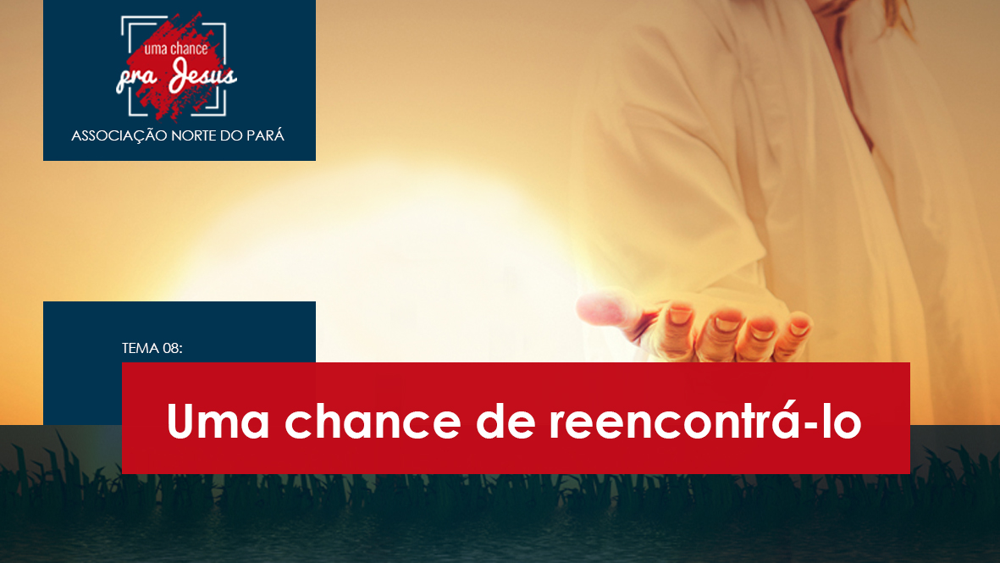 uma chance
pra Jesus
ASSOCIAÇÃO NORTE DO PARÁ
TEMA 08:
Uma chance de reencontrá-lo